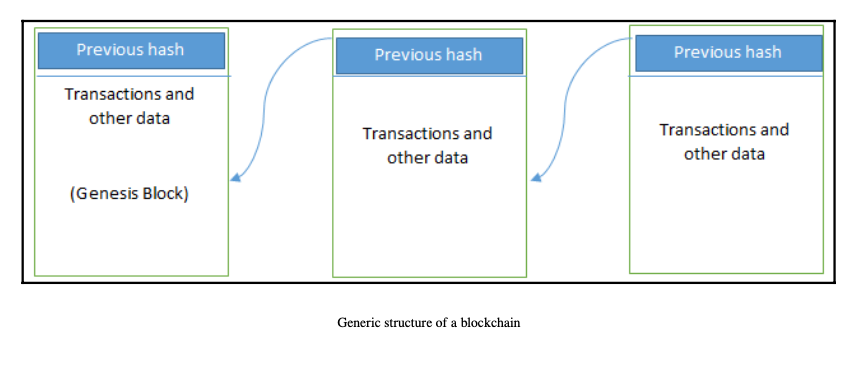 Previous hash
Transactions and
other data
(Genesis Block)
Previous hash
Transactions and
other data
Previous hash
Transactions and
other data
Generic structure of a blockchain